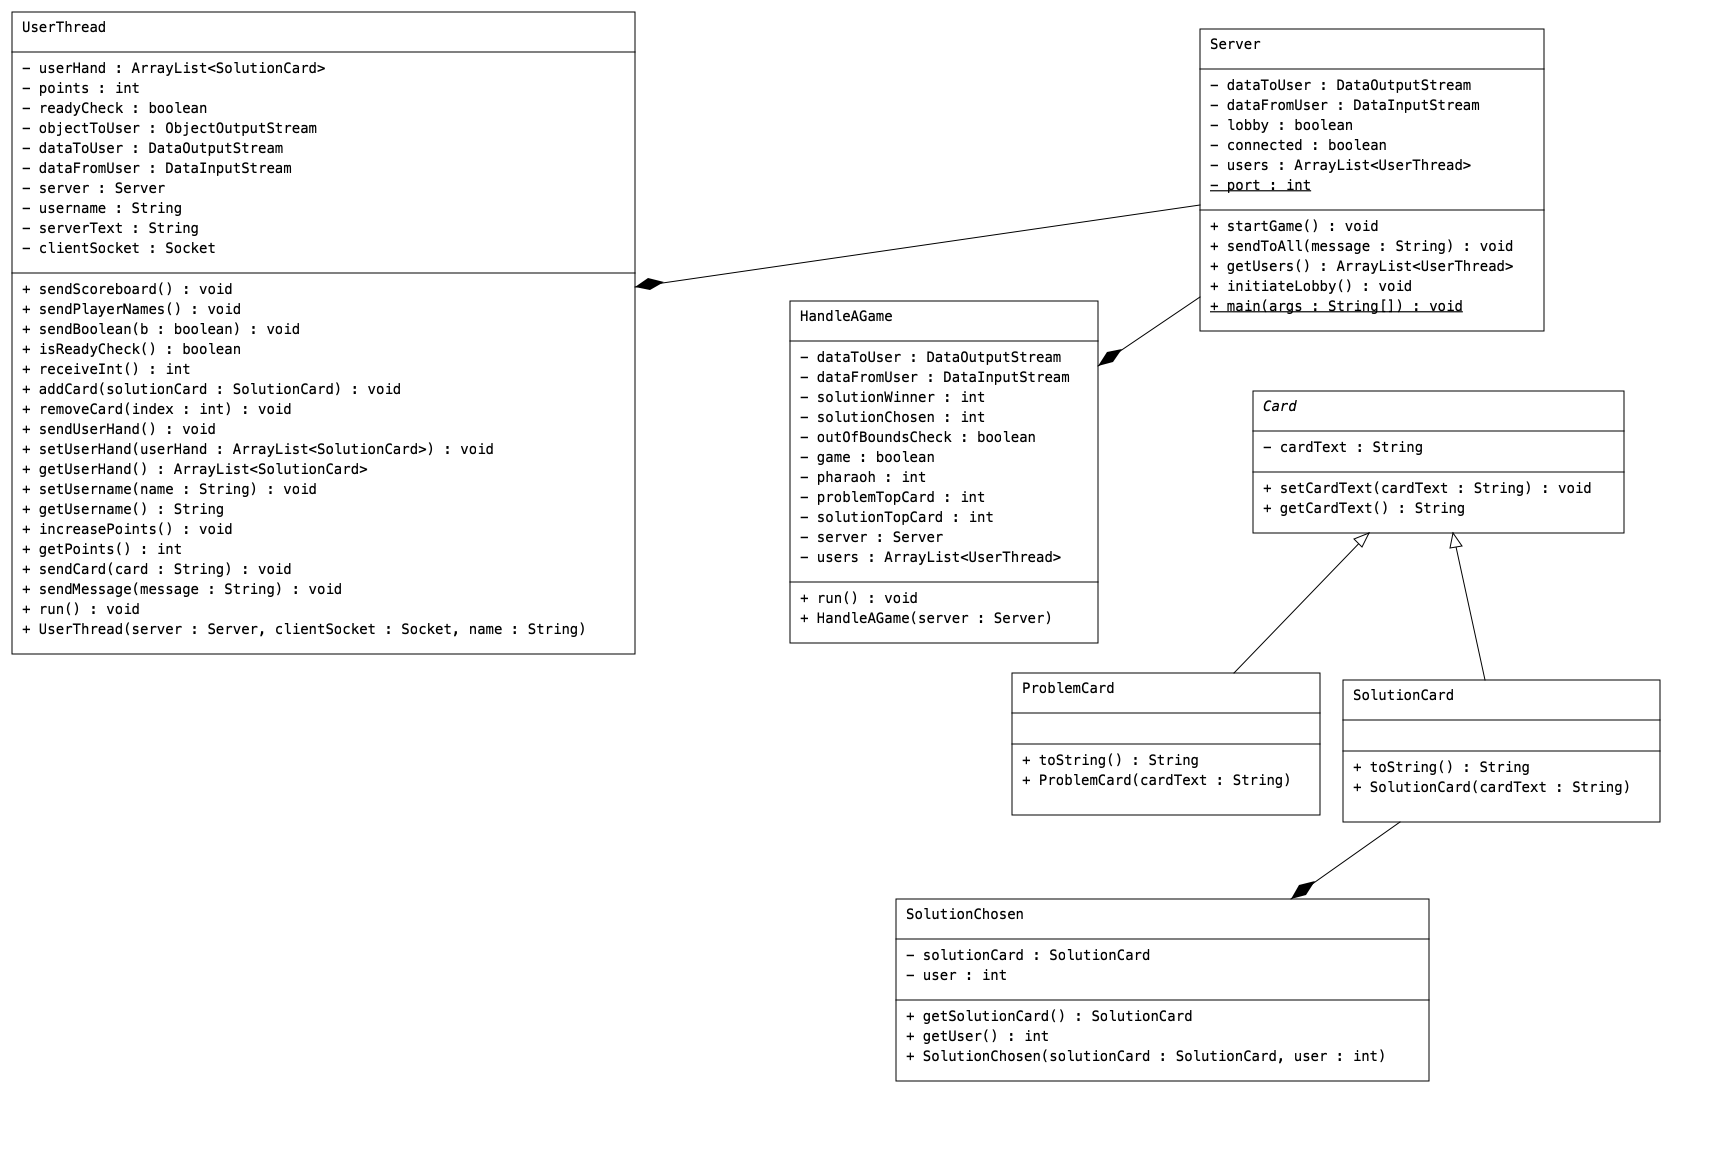 UserThread
– userHand : ArrayList<SolutionCard>
– points : int
– readyCheck : boolean
– objectToUser : ObjectOutputStream
– dataToUser : DataOutputStream
– dataFromUser : DataInputStream
– server : Server
– username : String
– serverText : String
– clientSocket : Socket
+ sendScoreboard() : void
+ sendPlayerNames() : void
+ sendBoolean(b : boolean) : void
+ isReadyCheck() : boolean
+ receiveInt() : int
+ addCard(solutionCard : SolutionCard) : void
+ removeCard(index : int) : void
+ sendUserHand() : void
+ setUserHand(userHand : ArrayList<SolutionCard>) : void
+ getUserHand() : ArrayList<SolutionCard>
+ setUsername(name : String) : void
+ getUsername() : String
+ increasePoints() : void
+ getPoints() : int
+ sendCard(card : String) : void
+ sendMessage(message : String) : void
+ run() : void
+ UserThread(server : Server, clientSocket : Socket, name : String)
Server
– dataToUser : DataOutputStream
– dataFromUser : DataInputStream
– lobby : boolean
– connected : boolean
– users : ArrayList<UserThread>
– port : int
+ startGame() : void
+ sendToAll(message : String) : void
+ getUsers() : ArrayList<UserThread>
+ initiateLobby() : void
+ main(args : String[]) : void
HandleAGame
– dataToUser : DataOutputStream
– dataFromUser : DataInputStream
– solutionWinner : int
– solutionChosen : int
– outOfBoundsCheck : boolean
– game : boolean
– pharaoh : int
– problemTopCard : int
– solutionTopCard : int
– server : Server
– users : ArrayList<UserThread>
+ run() : void
+ HandleAGame(server : Server)
Card
– cardText : String
+ setCardText(cardText : String) : void
+ getCardText() : String
ProblemCard
+ toString() : String
+ ProblemCard(cardText : String)
SolutionCard
+ toString() : String
+ SolutionCard(cardText : String)
SolutionChosen
– solutionCard : SolutionCard
– user : int
+ getSolutionCard() : SolutionCard
+ getUser() : int
+ SolutionChosen(solutionCard : SolutionCard, user : int)